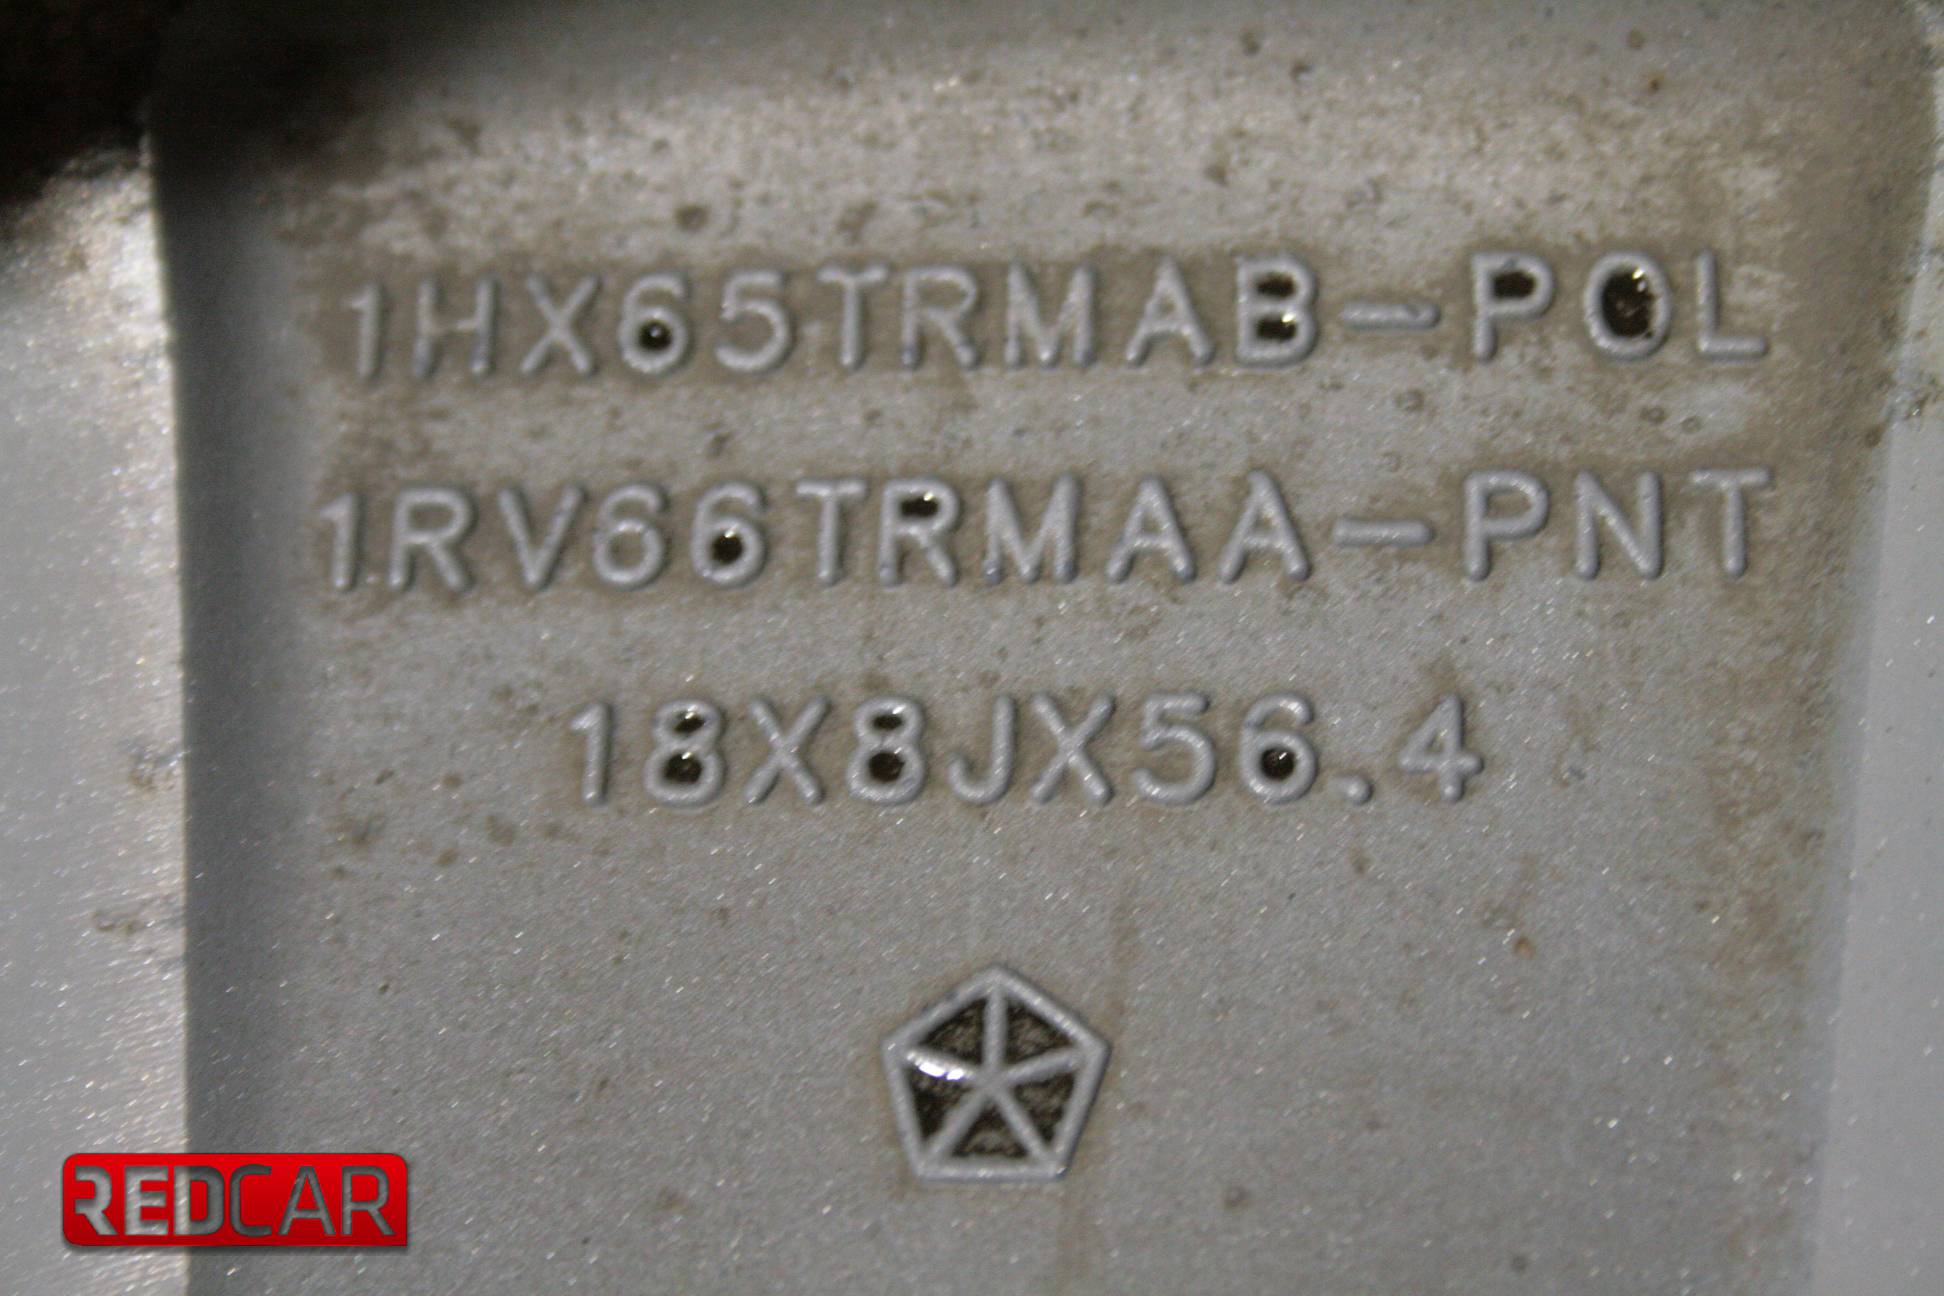 1HX65TRMAB-POL
1RV66TRMAA-PNT
18X8JX56.4
REDCAR